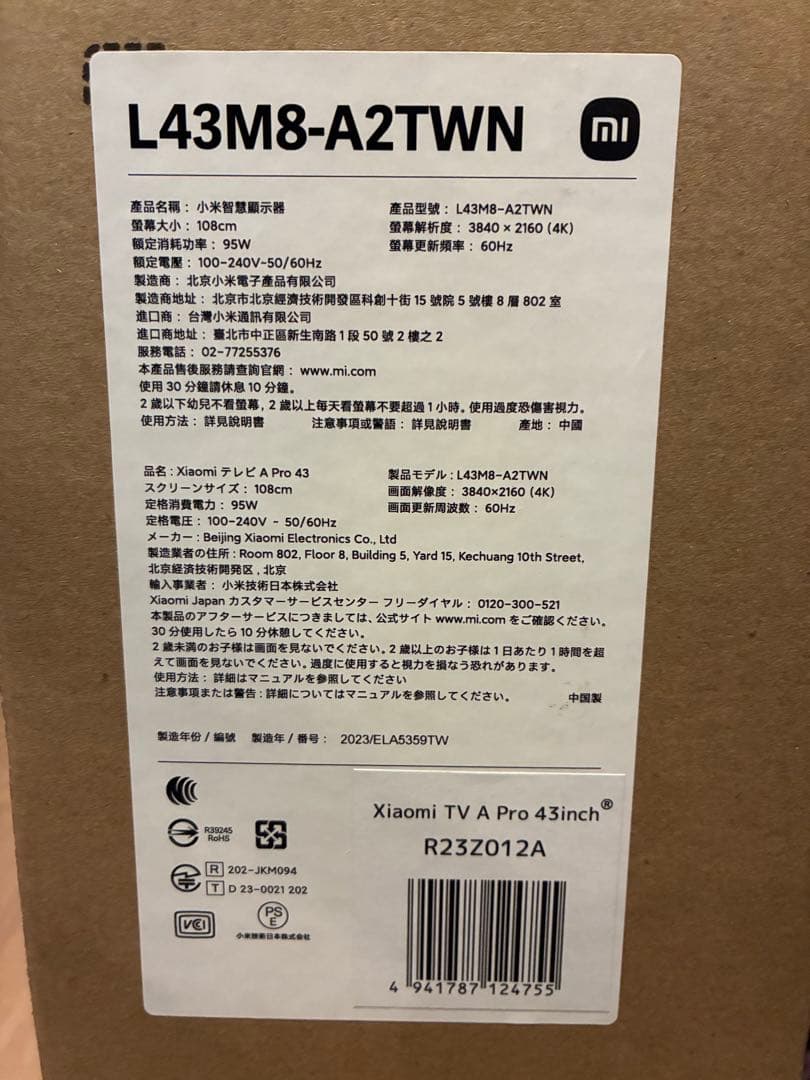 L43M8-A2TWN
mi
產品名稱：小米智慧顯示器
產品型號：L43M8-A2TWN
螢幕大小：108cm
螢幕解析度：3840 × 2160 (4K)
額定消耗功率：95W
螢幕更新頻率：60Hz
額定電壓：100-240V~50/60Hz
製造商：北京小米電子產品有限公司
製造商地址：北京市北京經濟技術開發區科創十街 15 號院 5 號樓 8 層 802 室
進口商：台灣小米通訊有限公司
進口商地址：臺北市中正區新生南路 1 段 50 號 2 樓之 2
服務電話：02-77255376
本產品售後服務請查詢官網：www.mi.com
使用 30 分鐘請休息 10 分鐘。
2 歲以下幼兒不看螢幕，2 歲以上每天看螢幕不要超過 1 小時。使用過度恐傷害視力。
使用方法：詳見說明書
注意事項或警語：詳見說明書
產地：中國
品名：Xiaomi テレビ A Pro 43
製品モデル：L43M8-A2TWN
スクリーンサイズ：108cm
画面解像度：3840×2160 (4K)
定格消費電力：95W
画面更新周波数：60Hz
定格電圧：100-240V ~ 50/60Hz
メーカー：Beijing Xiaomi Electronics Co., Ltd
製造業者の住所：Room 802, Floor 8, Building 5, Yard 15, Kechuang 10th Street,
北京経済技術開発区 , 北京
輸入事業者：小米技術日本株式会社
Xiaomi Japan カスタマーサービスセンター フリーダイヤル：0120-300-521
本製品のアフターサービスにつきましては、公式サイト www.mi.com をご確認ください。
30 分使用したら 10 分休憩してください。
2 歳未満のお子様は画面を見ないでください。2 歳以上のお子様は 1 日あたり 1 時間を超
えて画面を見ないでください。過度に使用すると視力を損なう恐れがあります。
使用方法：詳細はマニュアルを参照してください
注意事項または警告：詳細についてはマニュアルを参照してください。
中国製
製造年份 / 編號 製造年 / 番号：2023/ELA5359TW
R39245
RoHS
R 202-JKM094
T D 23-0021 202
VCCI
PS
E
小米技術日本株式会社
Xiaomi TV A Pro 43inch®
R23Z012A
4 941787 124755